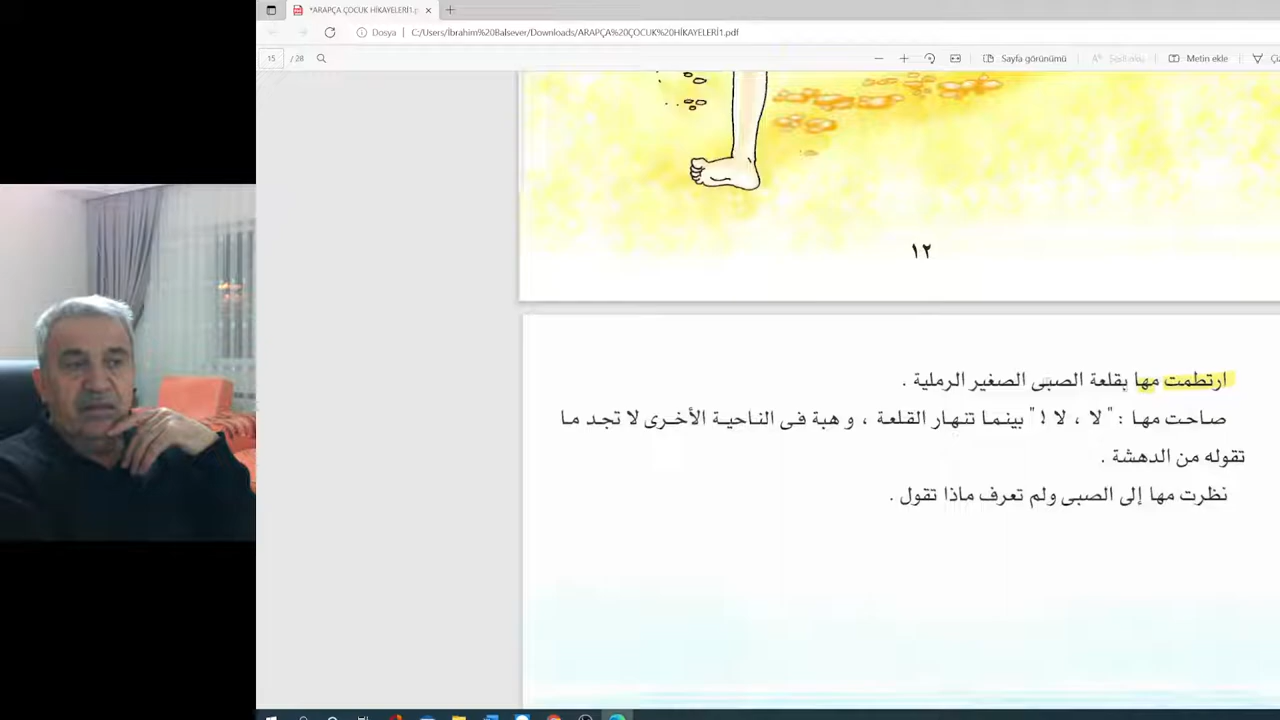 *ARAPÇA ÇOCUK HİKAYELERİ1.p
Dosya C:/Users/İbrahim%20Balsever/Downloads/ARAPÇA%20ÇOCUK%20HİKAYELERİ1.pdf
15 / 28 Sayfa görünümü Metin ekle
١٢
ارتطمت مها بقلعة الصبى الصغير الرملية .
صاحت مها : " لا ، لا ! " بينما تنهار القلعة ، و هبة فى الناحية الأخرى لا تجد ما
تقوله من الدهشة .
نظرت مها إلى الصبى ولم تعرف ماذا تقول .